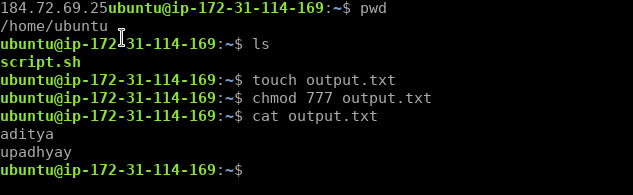 184.72.69.25ubuntu@ip-172-31-114-169:~$ pwd
/home/ubuntu
ubuntu@ip-172-31-114-169:~$ ls
script.sh
ubuntu@ip-172-31-114-169:~$ touch output.txt
ubuntu@ip-172-31-114-169:~$ chmod 777 output.txt
ubuntu@ip-172-31-114-169:~$ cat output.txt
aditya
upadhyay
ubuntu@ip-172-31-114-169:~$